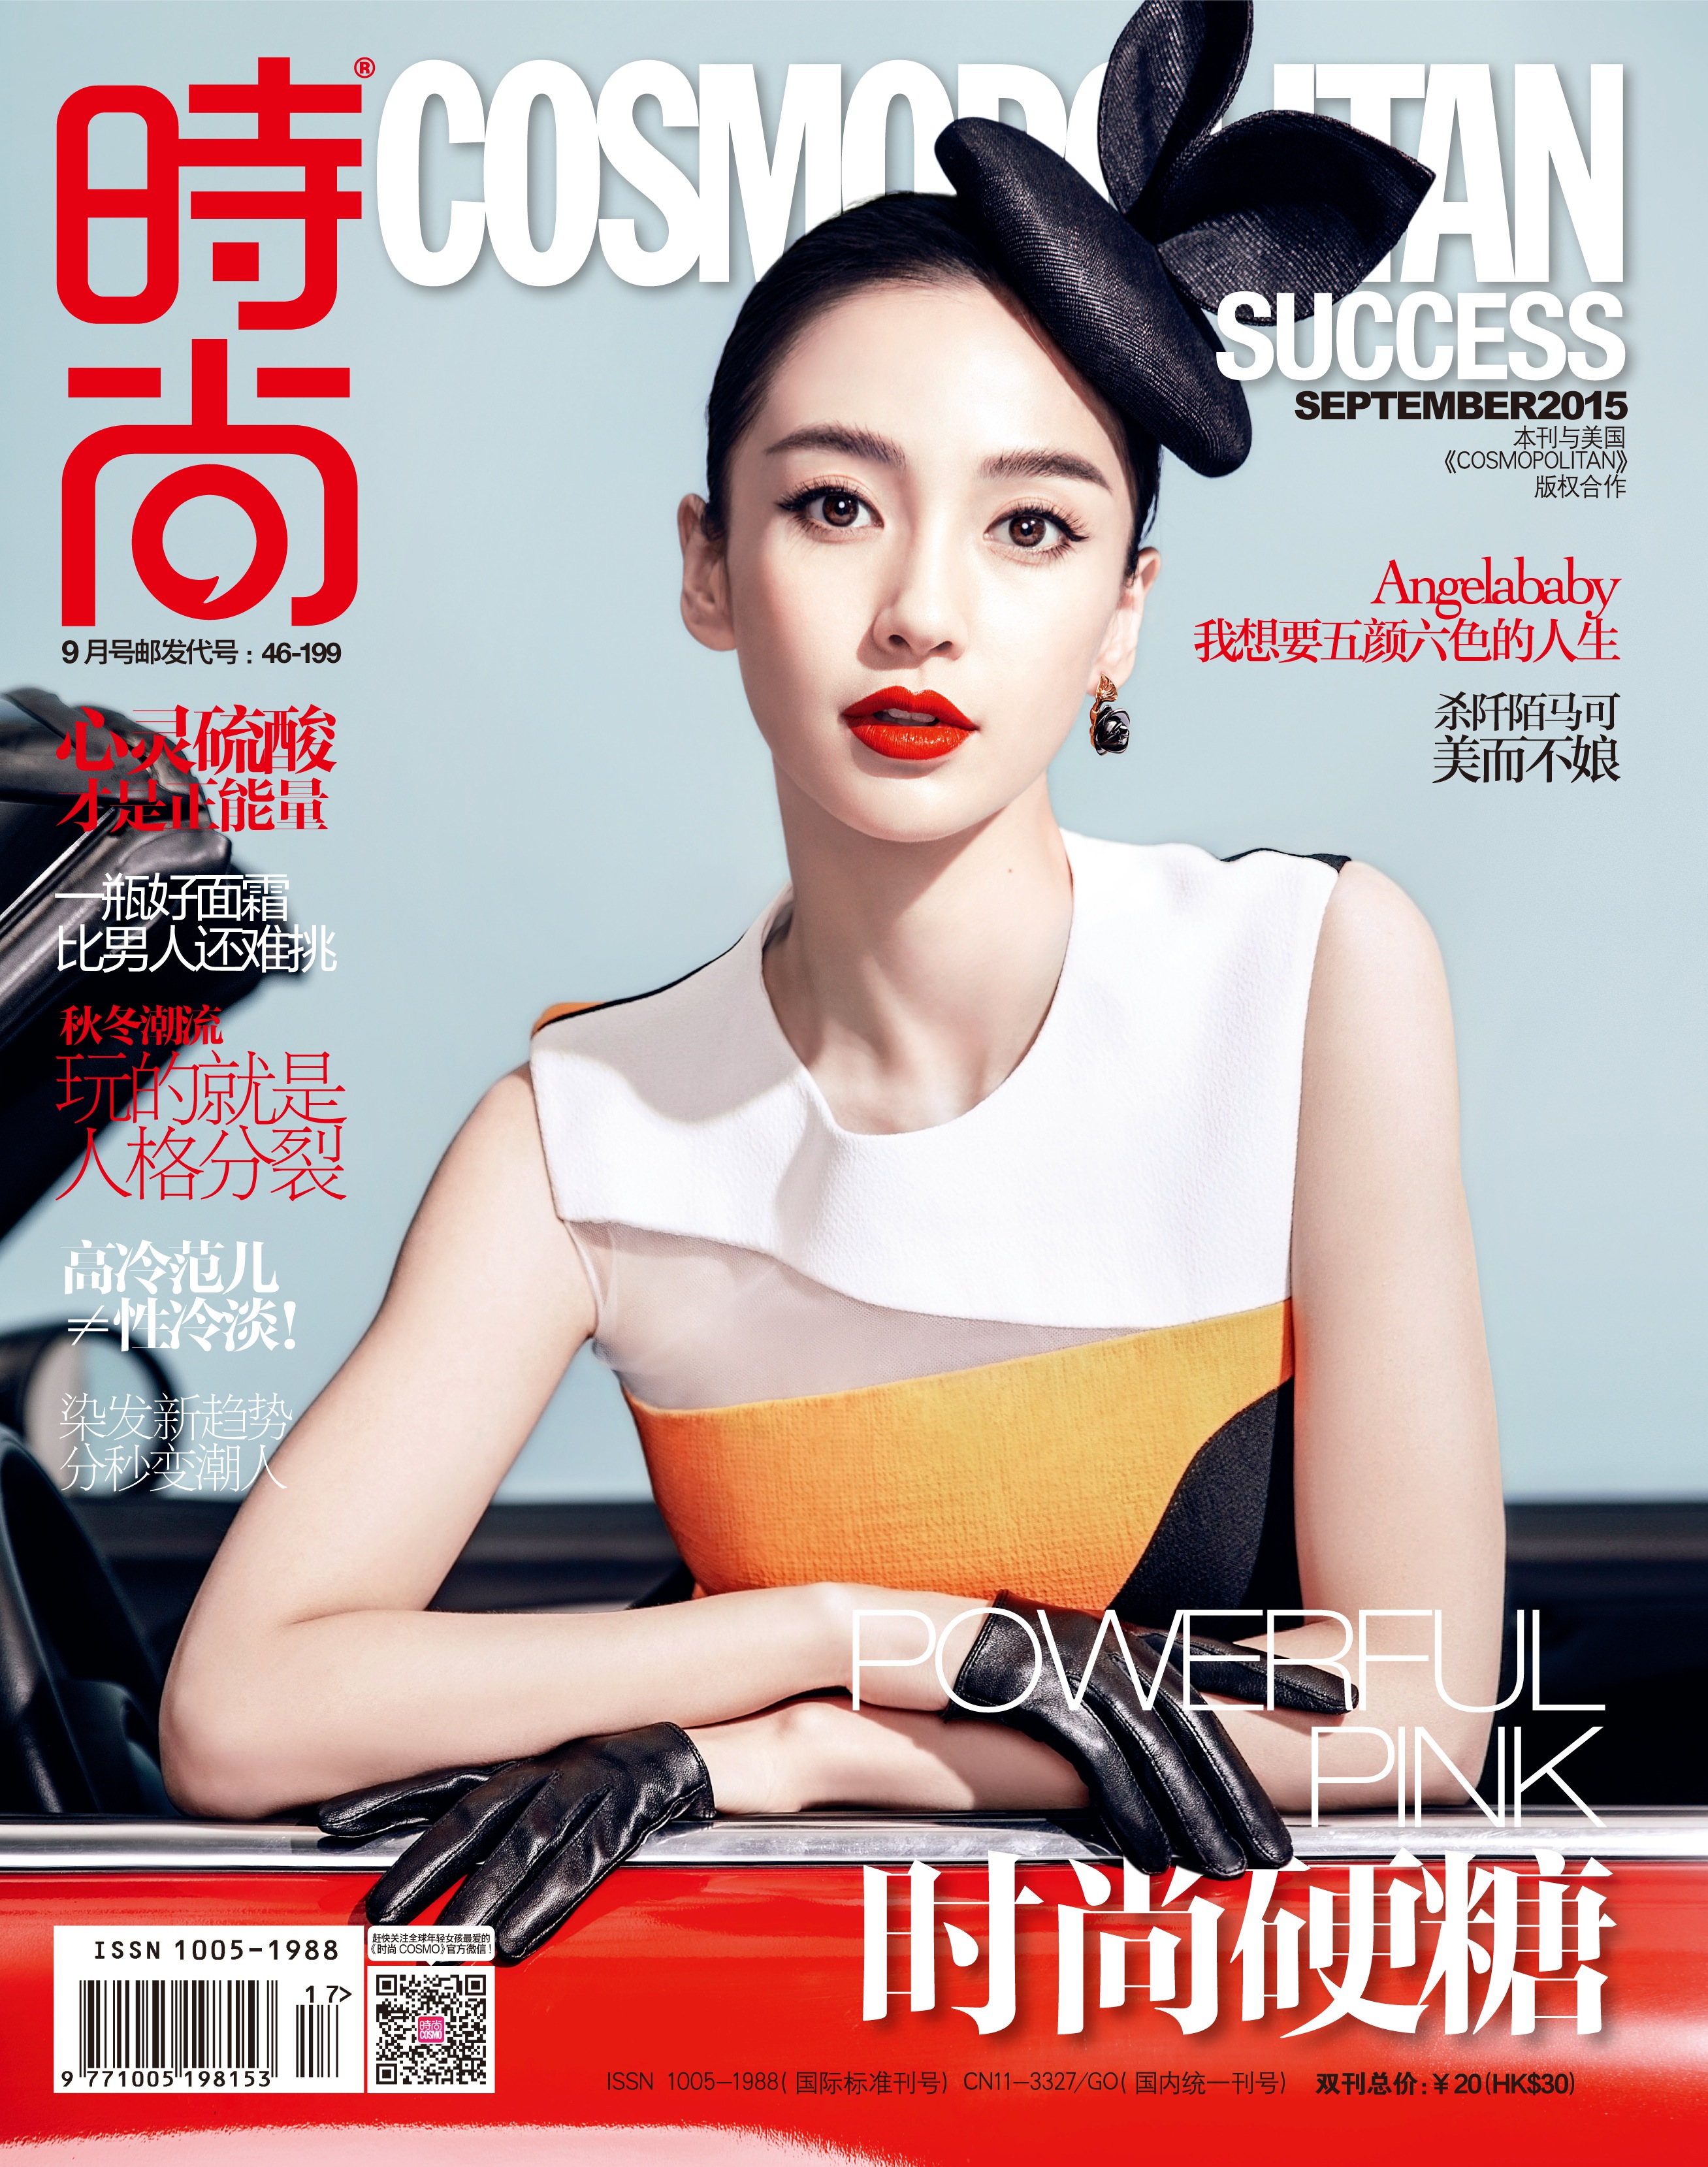 時尚®
COSMOPOLITAN
SUCCESS
SEPTEMBER2015
本刊与美国
《COSMOPOLITAN》
版权合作
9月号邮发代号：46-199
Angelababy
我想要五颜六色的人生
杀阡陌马可
美而不娘
心灵硫酸
才是正能量
一瓶好面霜
比男人还难挑
秋冬潮流
玩的就是
人格分裂
高冷范儿
≠性冷淡!
染发新趋势
分秒变潮人
POWERFUL
PINK
时尚硬糖
ISSN 1005-1988
17>
9 771005 198153
赶快关注全球年轻女孩最爱的
《时尚 COSMO》官方微信！
時尚
COSMO
ISSN 1005-1988(国际标准刊号) CN11-3327/GO(国内统一刊号) 双刊总价:¥20(HK$30)